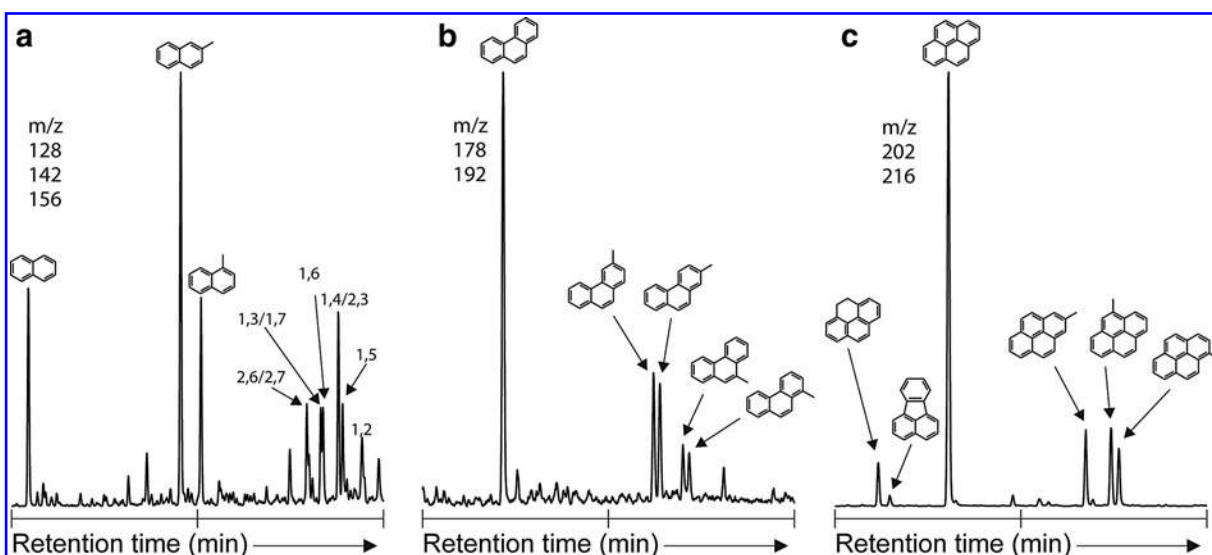 a
m/z
128
142
156
2,6/2,7
1,3/1,7
1,6
1,4/2,3
1,5
1,2
Retention time (min)
b
m/z
178
192
Retention time (min)
c
m/z
202
216
Retention time (min)